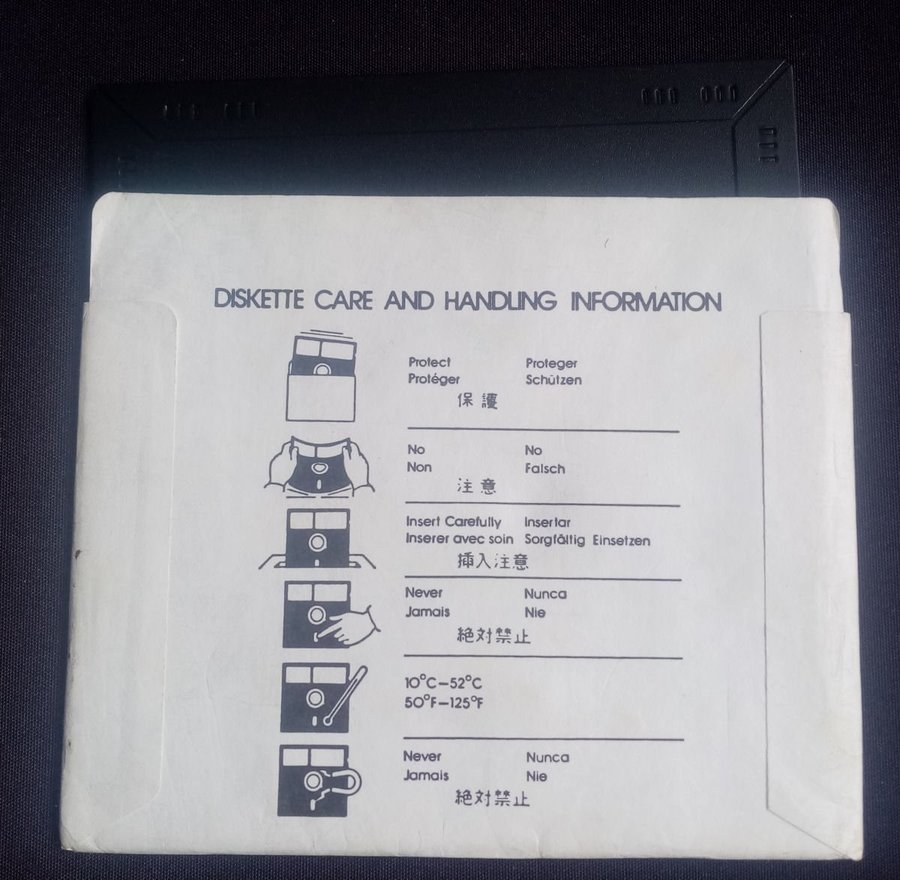 DISKETTE CARE AND HANDLING INFORMATION
Protect Proteger
Protéger Schützen
保護
No No
Non Falsch
注意
Insert Carefully Insertar
Inserer avec soin Sorgfältig Einsetzen
挿入注意
Never Nunca
Jamais Nie
絶対禁止
10°C–52°C
50°F–125°F
Never Nunca
Jamais Nie
絶対禁止